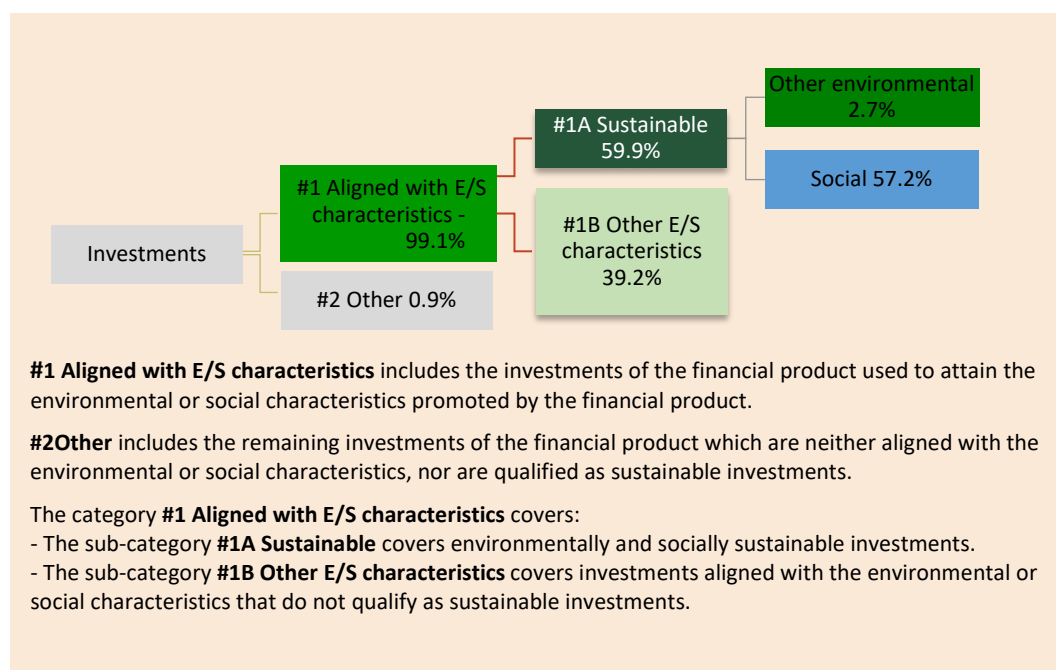 Investments
#1 Aligned with E/S
characteristics -
99.1%
#2 Other 0.9%
#1A Sustainable
59.9%
#1B Other E/S
characteristics
39.2%
Other environmental
2.7%
Social 57.2%
#1 Aligned with E/S characteristics includes the investments of the financial product used to attain the
environmental or social characteristics promoted by the financial product.
#2Other includes the remaining investments of the financial product which are neither aligned with the
environmental or social characteristics, nor are qualified as sustainable investments.
The category #1 Aligned with E/S characteristics covers:
- The sub-category #1A Sustainable covers environmentally and socially sustainable investments.
- The sub-category #1B Other E/S characteristics covers investments aligned with the environmental or
social characteristics that do not qualify as sustainable investments.